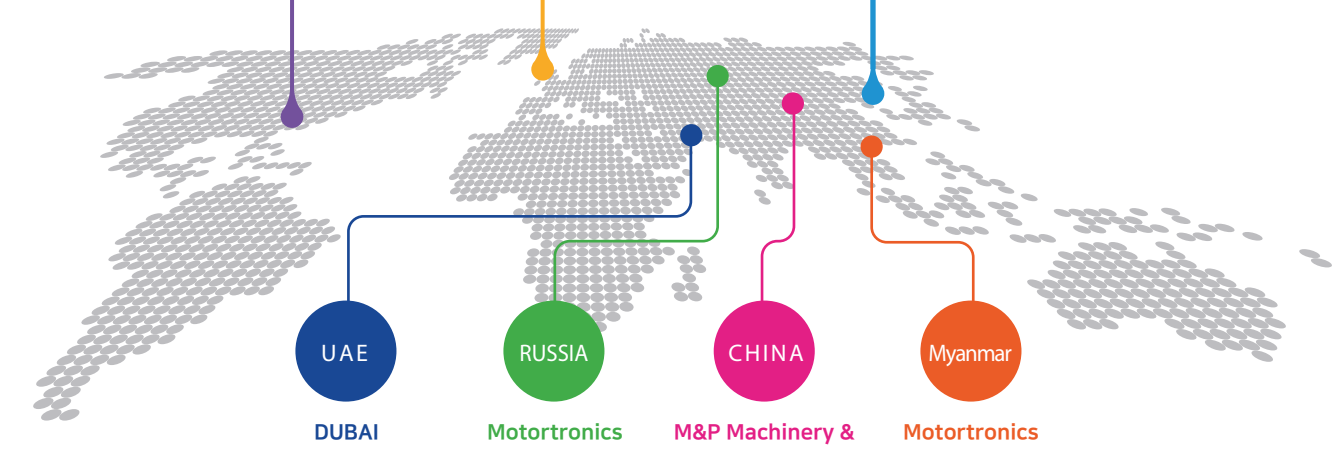 UAE
RUSSIA
CHINA
Myanmar
DUBAI
Motortronics
M&P Machinery &
Motortronics